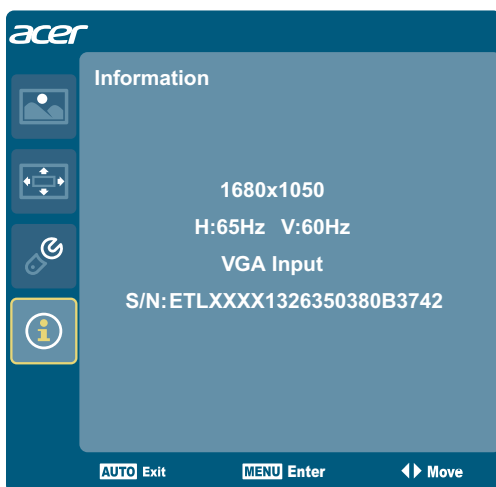 acer
Information
1680x1050
H:65Hz V:60Hz
VGA Input
S/N:ETLXXXX1326350380B3742
AUTO Exit MENU Enter Move